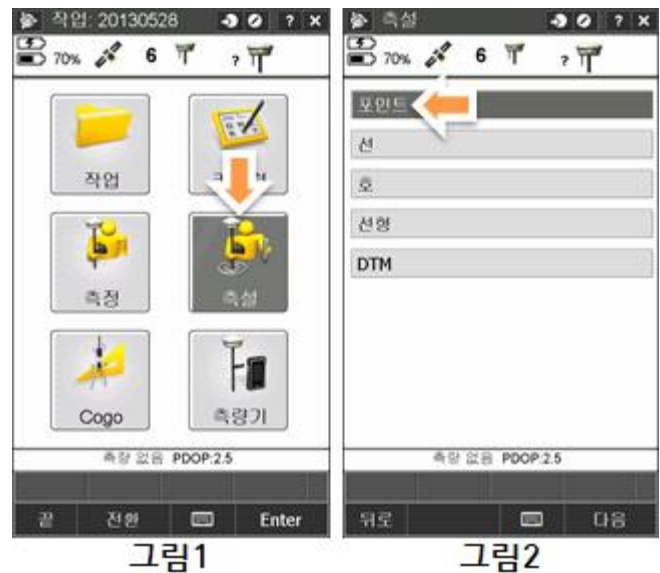 작업: 20130528 ? ×
70% 6 ?
작업
측정 측설
Cogo 측량기
측량 없음 PDOP:2.5
끝 전환 Enter
그림1
측설 ? ×
70% 6 ?
포인트
선
호
선형
DTM
측량 없음 PDOP:2.5
뒤로 다음
그림2